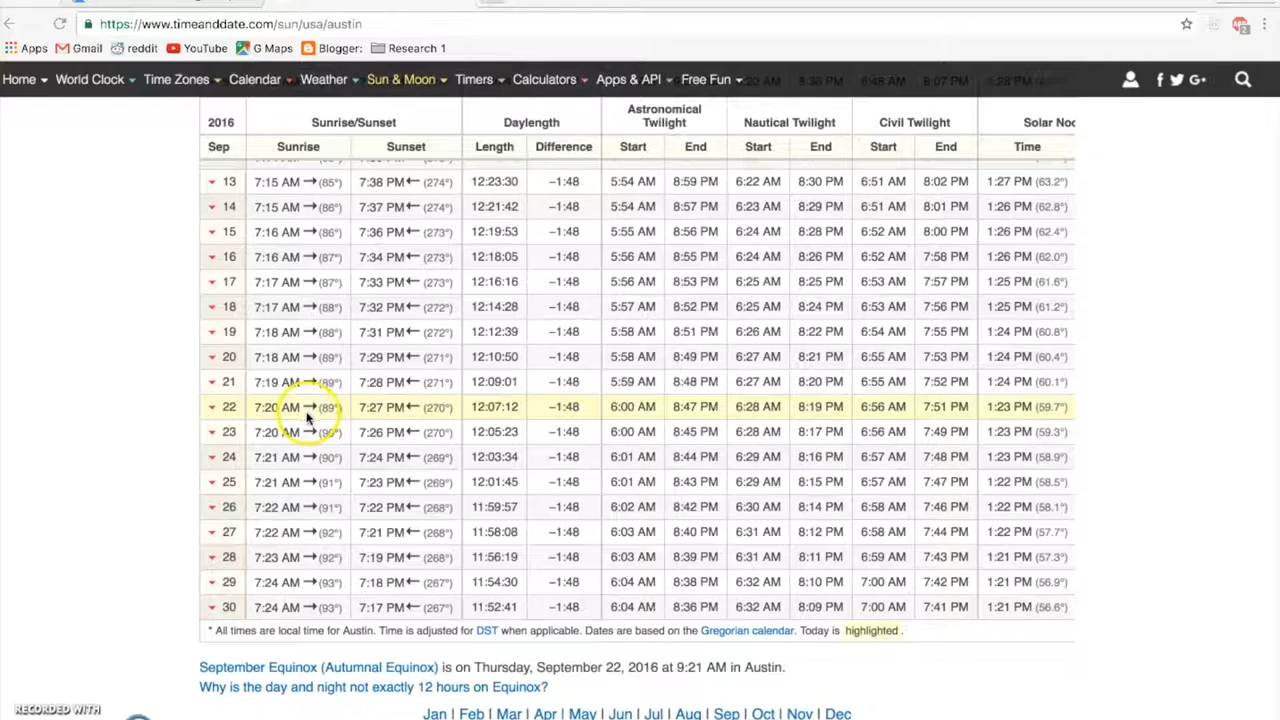 https://www.timeanddate.com/sun/usa/austin
Apps Gmail reddit YouTube G Maps Blogger: Research 1
Home World Clock Time Zones Calendar Weather Sun & Moon Timers Calculators Apps & API Free Fun
2016 Sunrise/Sunset Daylength Astronomical Twilight Nautical Twilight Civil Twilight Solar Noo
Sep Sunrise Sunset Length Difference Start End Start End Start End Time
13 7:15 AM → (85°) 7:38 PM ← (274°) 12:23:30 −1:48 5:54 AM 8:59 PM 6:22 AM 8:30 PM 6:51 AM 8:02 PM 1:27 PM (63.2°)
14 7:15 AM → (86°) 7:37 PM ← (274°) 12:21:42 −1:48 5:54 AM 8:57 PM 6:23 AM 8:29 PM 6:51 AM 8:01 PM 1:26 PM (62.8°)
15 7:16 AM → (86°) 7:36 PM ← (273°) 12:19:53 −1:48 5:55 AM 8:56 PM 6:24 AM 8:28 PM 6:52 AM 8:00 PM 1:26 PM (62.4°)
16 7:16 AM → (87°) 7:34 PM ← (273°) 12:18:05 −1:48 5:56 AM 8:55 PM 6:24 AM 8:26 PM 6:52 AM 7:58 PM 1:26 PM (62.0°)
17 7:17 AM → (87°) 7:33 PM ← (273°) 12:16:16 −1:48 5:56 AM 8:53 PM 6:25 AM 8:25 PM 6:53 AM 7:56 PM 1:25 PM (61.6°)
18 7:17 AM → (88°) 7:32 PM ← (272°) 12:14:28 −1:48 5:57 AM 8:52 PM 6:25 AM 8:24 PM 6:53 AM 7:56 PM 1:25 PM (61.2°)
19 7:18 AM → (88°) 7:31 PM ← (272°) 12:12:39 −1:48 5:58 AM 8:51 PM 6:26 AM 8:22 PM 6:54 AM 7:55 PM 1:24 PM (60.8°)
20 7:18 AM → (89°) 7:29 PM ← (271°) 12:10:50 −1:48 5:58 AM 8:49 PM 6:27 AM 8:21 PM 6:55 AM 7:53 PM 1:24 PM (60.4°)
21 7:19 AM → (89°) 7:28 PM ← (271°) 12:09:01 −1:48 5:59 AM 8:48 PM 6:27 AM 8:20 PM 6:55 AM 7:52 PM 1:24 PM (60.1°)
22 7:20 AM → (89°) 7:27 PM ← (270°) 12:07:12 −1:48 6:00 AM 8:47 PM 6:28 AM 8:19 PM 6:56 AM 7:51 PM 1:23 PM (59.7°)
23 7:20 AM → (90°) 7:26 PM ← (270°) 12:05:23 −1:48 6:00 AM 8:45 PM 6:28 AM 8:17 PM 6:56 AM 7:49 PM 1:23 PM (59.3°)
24 7:21 AM → (90°) 7:24 PM ← (269°) 12:03:34 −1:48 6:01 AM 8:44 PM 6:29 AM 8:16 PM 6:57 AM 7:48 PM 1:23 PM (58.9°)
25 7:21 AM → (91°) 7:23 PM ← (269°) 12:01:45 −1:48 6:01 AM 8:43 PM 6:29 AM 8:15 PM 6:57 AM 7:47 PM 1:22 PM (58.5°)
26 7:22 AM → (91°) 7:22 PM ← (268°) 11:59:57 −1:48 6:02 AM 8:42 PM 6:30 AM 8:14 PM 6:58 AM 7:46 PM 1:22 PM (58.1°)
27 7:22 AM → (92°) 7:21 PM ← (268°) 11:58:08 −1:48 6:03 AM 8:40 PM 6:31 AM 8:12 PM 6:58 AM 7:44 PM 1:22 PM (57.7°)
28 7:23 AM → (92°) 7:19 PM ← (268°) 11:56:19 −1:48 6:03 AM 8:39 PM 6:31 AM 8:11 PM 6:59 AM 7:43 PM 1:21 PM (57.3°)
29 7:24 AM → (93°) 7:18 PM ← (267°) 11:54:30 −1:48 6:04 AM 8:38 PM 6:32 AM 8:10 PM 7:00 AM 7:42 PM 1:21 PM (56.9°)
30 7:24 AM → (93°) 7:17 PM ← (267°) 11:52:41 −1:48 6:04 AM 8:36 PM 6:32 AM 8:09 PM 7:00 AM 7:41 PM 1:21 PM (56.6°)
* All times are local time for Austin. Time is adjusted for DST when applicable. Dates are based on the Gregorian calendar. Today is highlighted .
September Equinox (Autumnal Equinox) is on Thursday, September 22, 2016 at 9:21 AM in Austin.
Why is the day and night not exactly 12 hours on Equinox?
RECORDED WITH
Jan | Feb | Mar | Apr | May | Jun | Jul | Aug | Sep | Oct | Nov | Dec